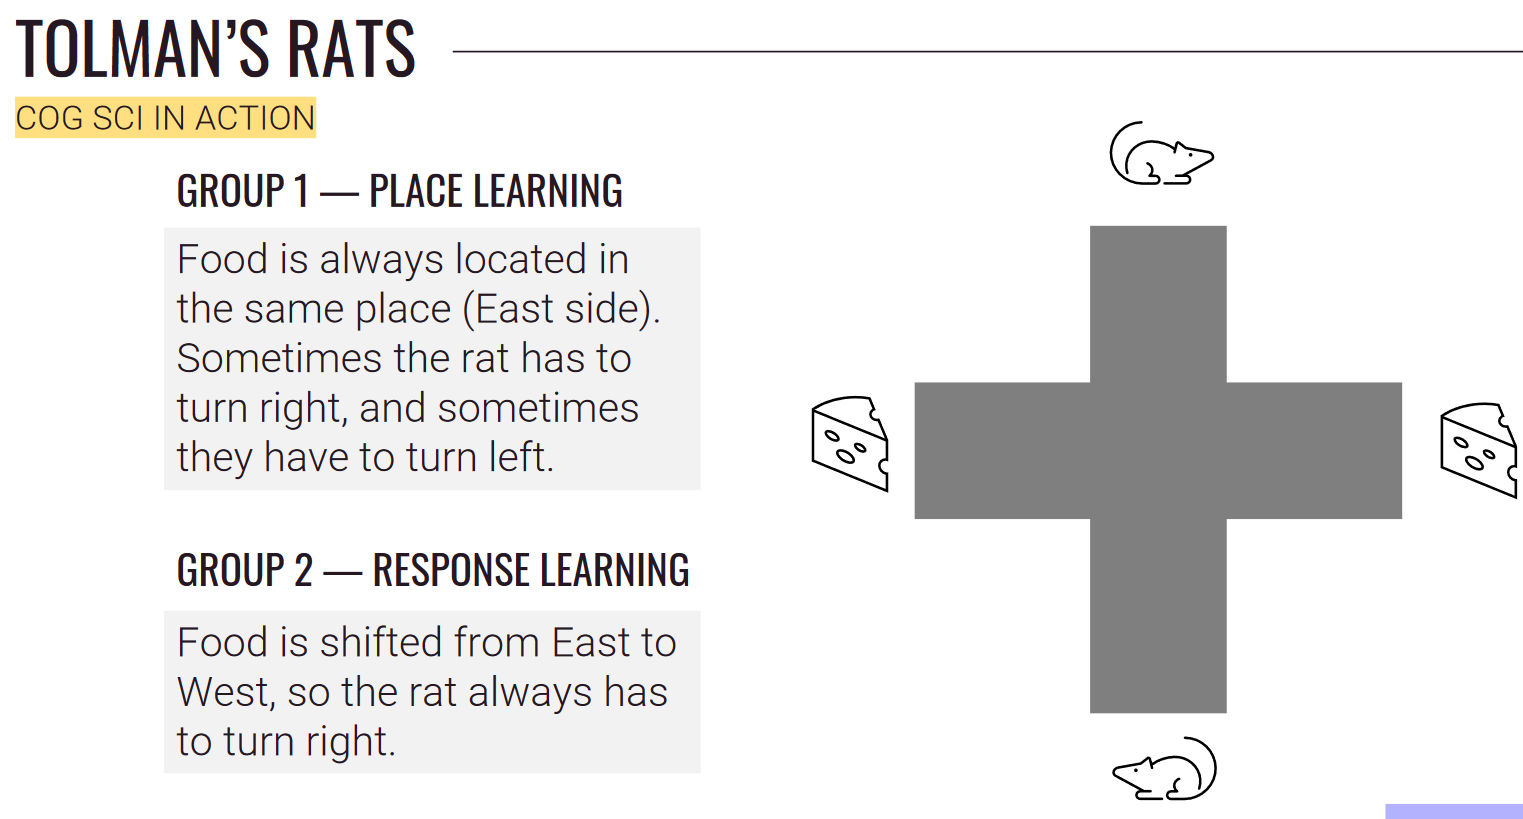 TOLMAN’S RATS
COG SCI IN ACTION
GROUP 1 — PLACE LEARNING
Food is always located in
the same place (East side).
Sometimes the rat has to
turn right, and sometimes
they have to turn left.
GROUP 2 — RESPONSE LEARNING
Food is shifted from East to
West, so the rat always has
to turn right.